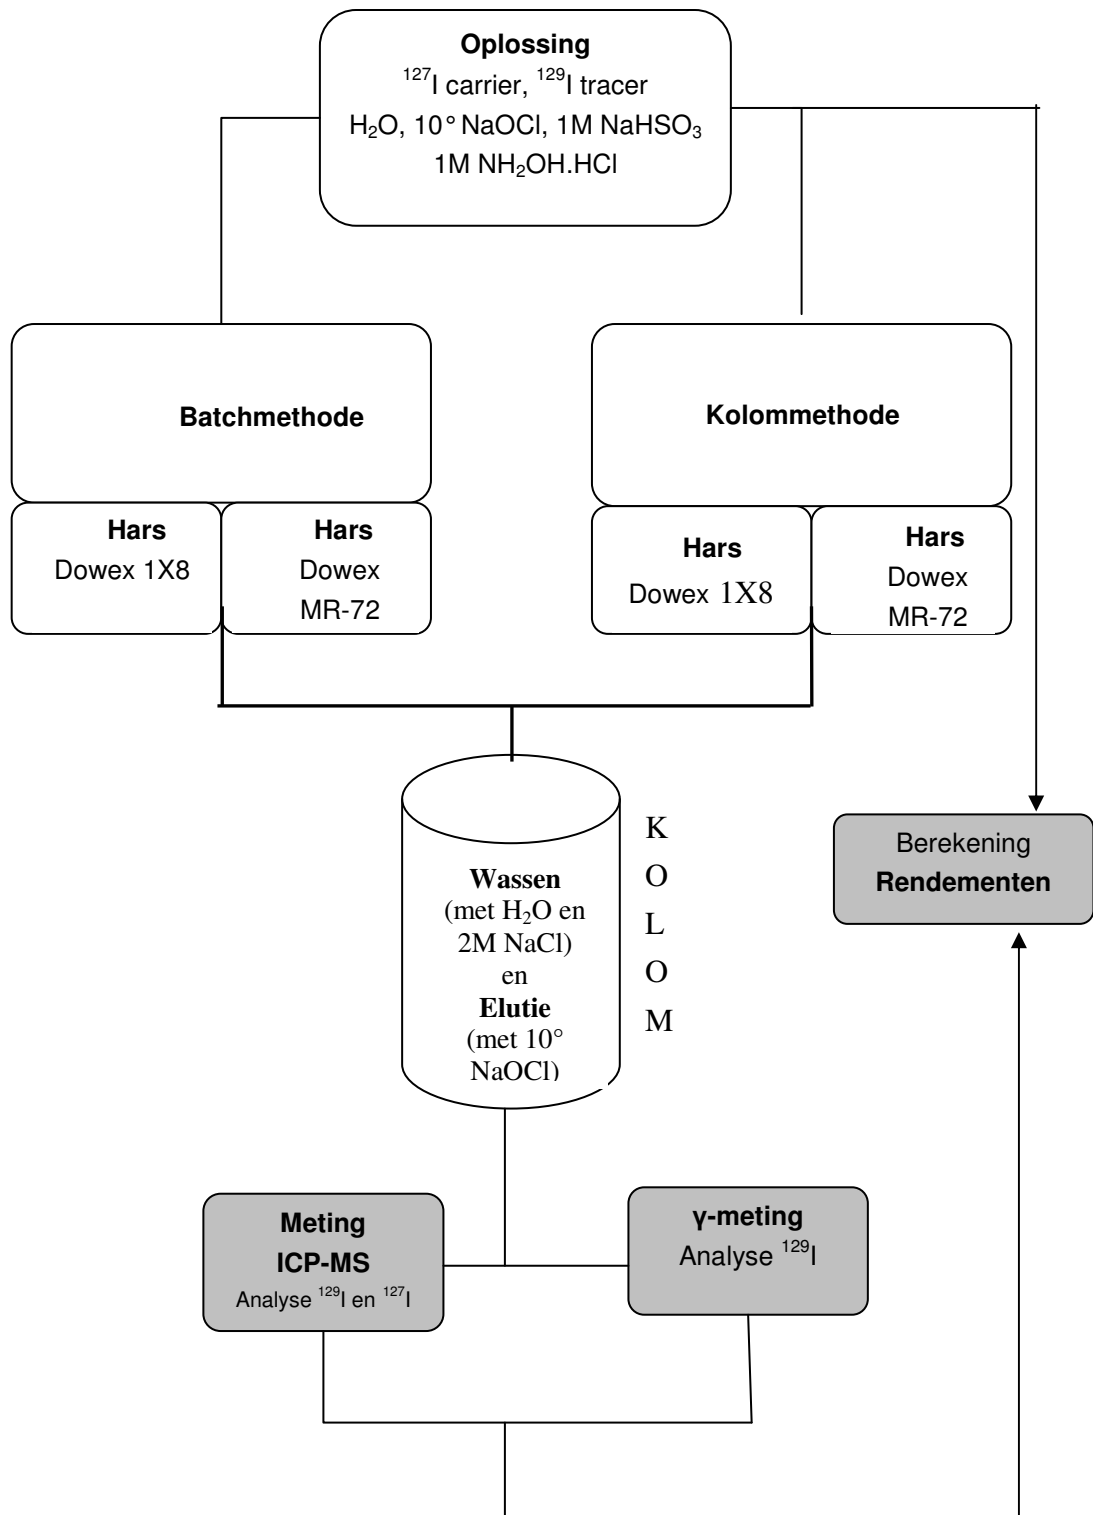 Oplossing
¹²⁷I carrier, ¹²⁹I tracer
H₂O, 10° NaOCl, 1M NaHSO₃
1M NH₂OH.HCl
Batchmethode
Kolommethode
Hars
Dowex 1X8
Hars
Dowex
MR-72
Hars
Dowex 1X8
Hars
Dowex
MR-72
Wassen
(met H₂O en
2M NaCl)
en
Elutie
(met 10°
NaOCl)
K
O
L
O
M
Berekening
Rendementen
Meting
ICP-MS
Analyse ¹²⁹I en ¹²⁷I
γ-meting
Analyse ¹²⁹I